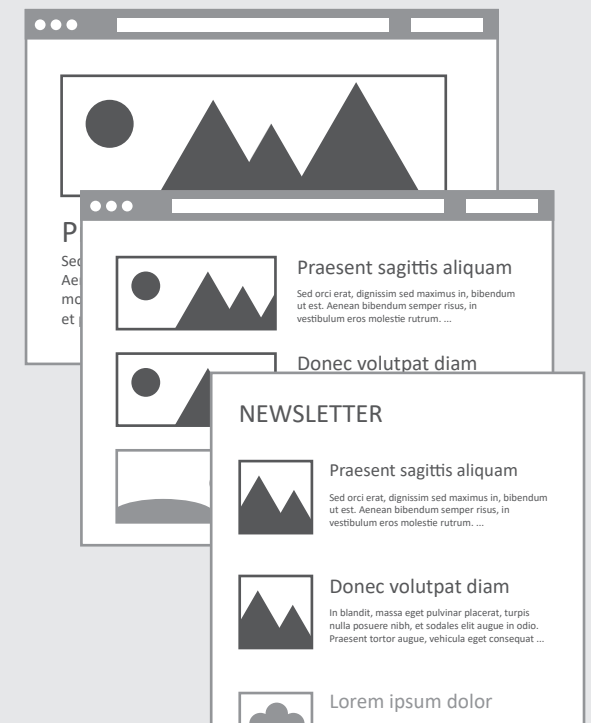 P
Sed
Ae
mo
et
Praesent sagittis aliquam
Sed orci erat, dignissim sed maximus in, bibendum
ut est. Aenean bibendum semper risus, in
vestibulum eros molestie rutrum. ...
Donec volutpat diam
NEWSLETTER
Praesent sagittis aliquam
Sed orci erat, dignissim sed maximus in, bibendum
ut est. Aenean bibendum semper risus, in
vestibulum eros molestie rutrum. ...
Donec volutpat diam
In blandit, massa eget pulvinar placerat, turpis
nulla posuere nibh, et sodales elit augue in odio.
Praesent tortor augue, vehicula eget consequat ...
Lorem ipsum dolor